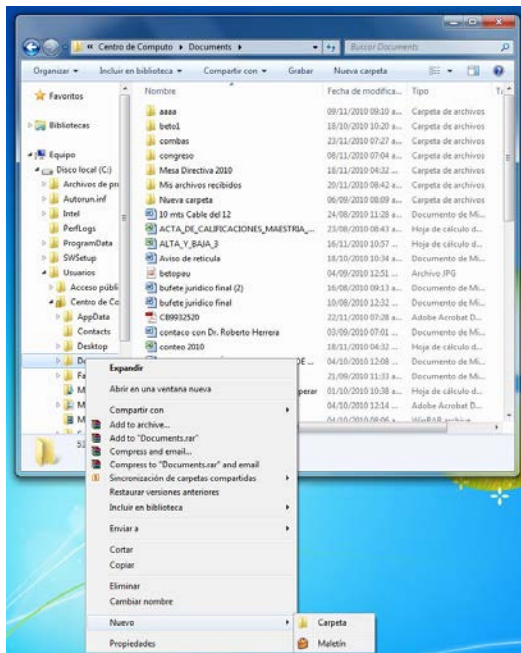 « Centro de Computo ▸ Documents ▸
Buscar Documents
Organizar
Incluir en biblioteca
Compartir con
Grabar
Nueva carpeta
Nombre
Fecha de modifica...
Tipo
Favoritos
Bibliotecas
Equipo
Disco local (C:)
Archivos de pr
Autorun.inf
Intel
PerfLogs
ProgramData
SWSetup
Usuarios
Acceso públi
Centro de Co
AppData
Contacts
Desktop
aaaa 09/11/2010 09:10 a... Carpeta de archivos
beto1 18/10/2010 10:20 a... Carpeta de archivos
combas 23/11/2010 07:27 a... Carpeta de archivos
congreso 08/11/2010 07:04 a... Carpeta de archivos
Mesa Directiva 2010 18/11/2010 04:32 ... Carpeta de archivos
Mis archivos recibidos 20/11/2010 08:42 a... Carpeta de archivos
Nueva carpeta 06/09/2010 08:09 a... Carpeta de archivos
10 mts Cable del 12 24/08/2010 11:28 a... Documento de Mi...
ACTA_DE_CALIFICACIONES_MAESTRIA_... 23/08/2010 08:43 a... Hoja de cálculo d...
ALTA_Y_BAJA_3 16/11/2010 10:57 ... Hoja de cálculo d...
Aviso de reticula 18/10/2010 10:34 a... Documento de Mi...
betopau 04/09/2010 12:51 ... Archivo JPG
bufete juridico final (2) 16/08/2010 09:13 a... Documento de Mi...
bufete juridico final 10/08/2010 12:32 ... Documento de Mi...
CB9932520 22/11/2010 07:28 a... Adobe Acrobat D...
contaco con Dr. Roberto Herrera 03/09/2010 07:01 ... Documento de Mi...
conteo 2010 18/11/2010 04:32 ... Hoja de cálculo d...
DE ... 04/10/2010 12:08 ... Documento de Mi...
21/09/2010 11:33 a... Documento de Mi...
perar 01/10/2010 10:38 a... Hoja de cálculo d...
04/10/2010 12:14 ... Adobe Acrobat D...
Expandir
Abrir en una ventana nueva
Compartir con
Add to archive...
Add to "Documents.rar"
Compress and email...
Compress to "Documents.rar" and email
Sincronización de carpetas compartidas
Restaurar versiones anteriores
Incluir en biblioteca
Enviar a
Cortar
Copiar
Eliminar
Cambiar nombre
Nuevo
Propiedades
Carpeta
Maletín